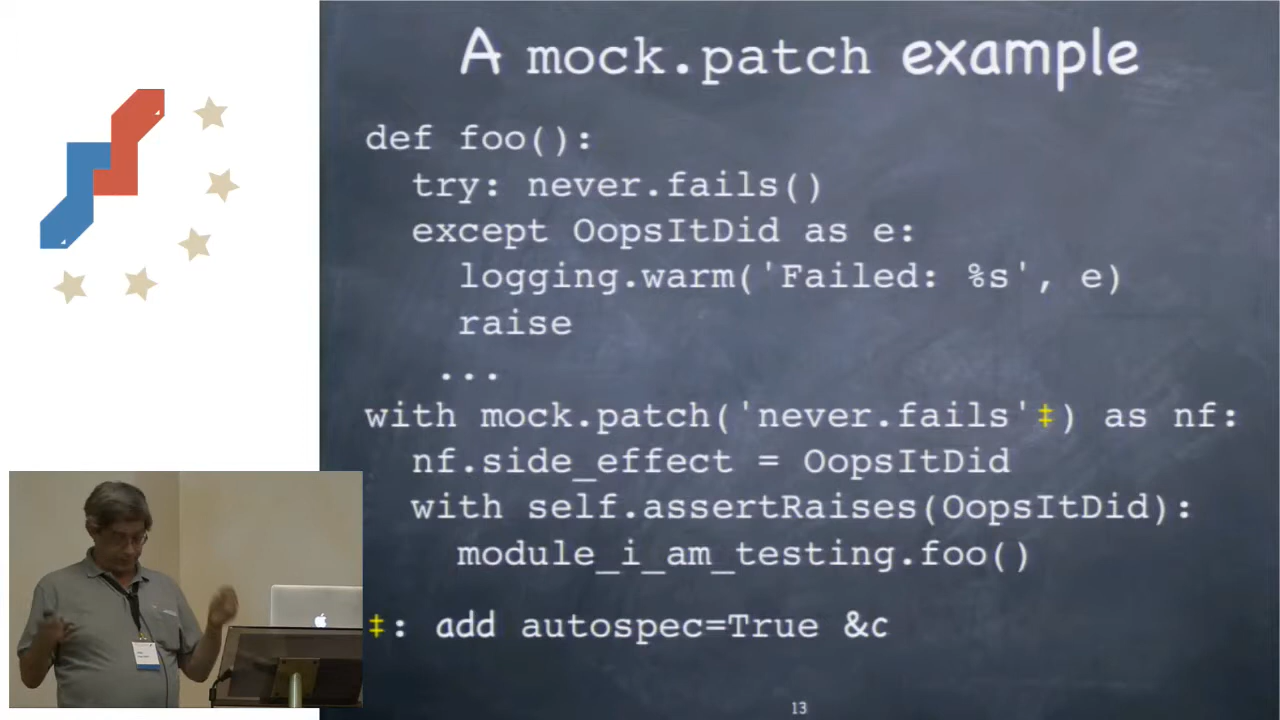 A mock.patch example
def foo():
try: never.fails()
except OopsItDid as e:
logging.warm('Failed: %s', e)
raise
...
with mock.patch('never.fails'‡) as nf:
nf.side_effect = OopsItDid
with self.assertRaises(OopsItDid):
module_i_am_testing.foo()
‡: add autospec=True &c
13